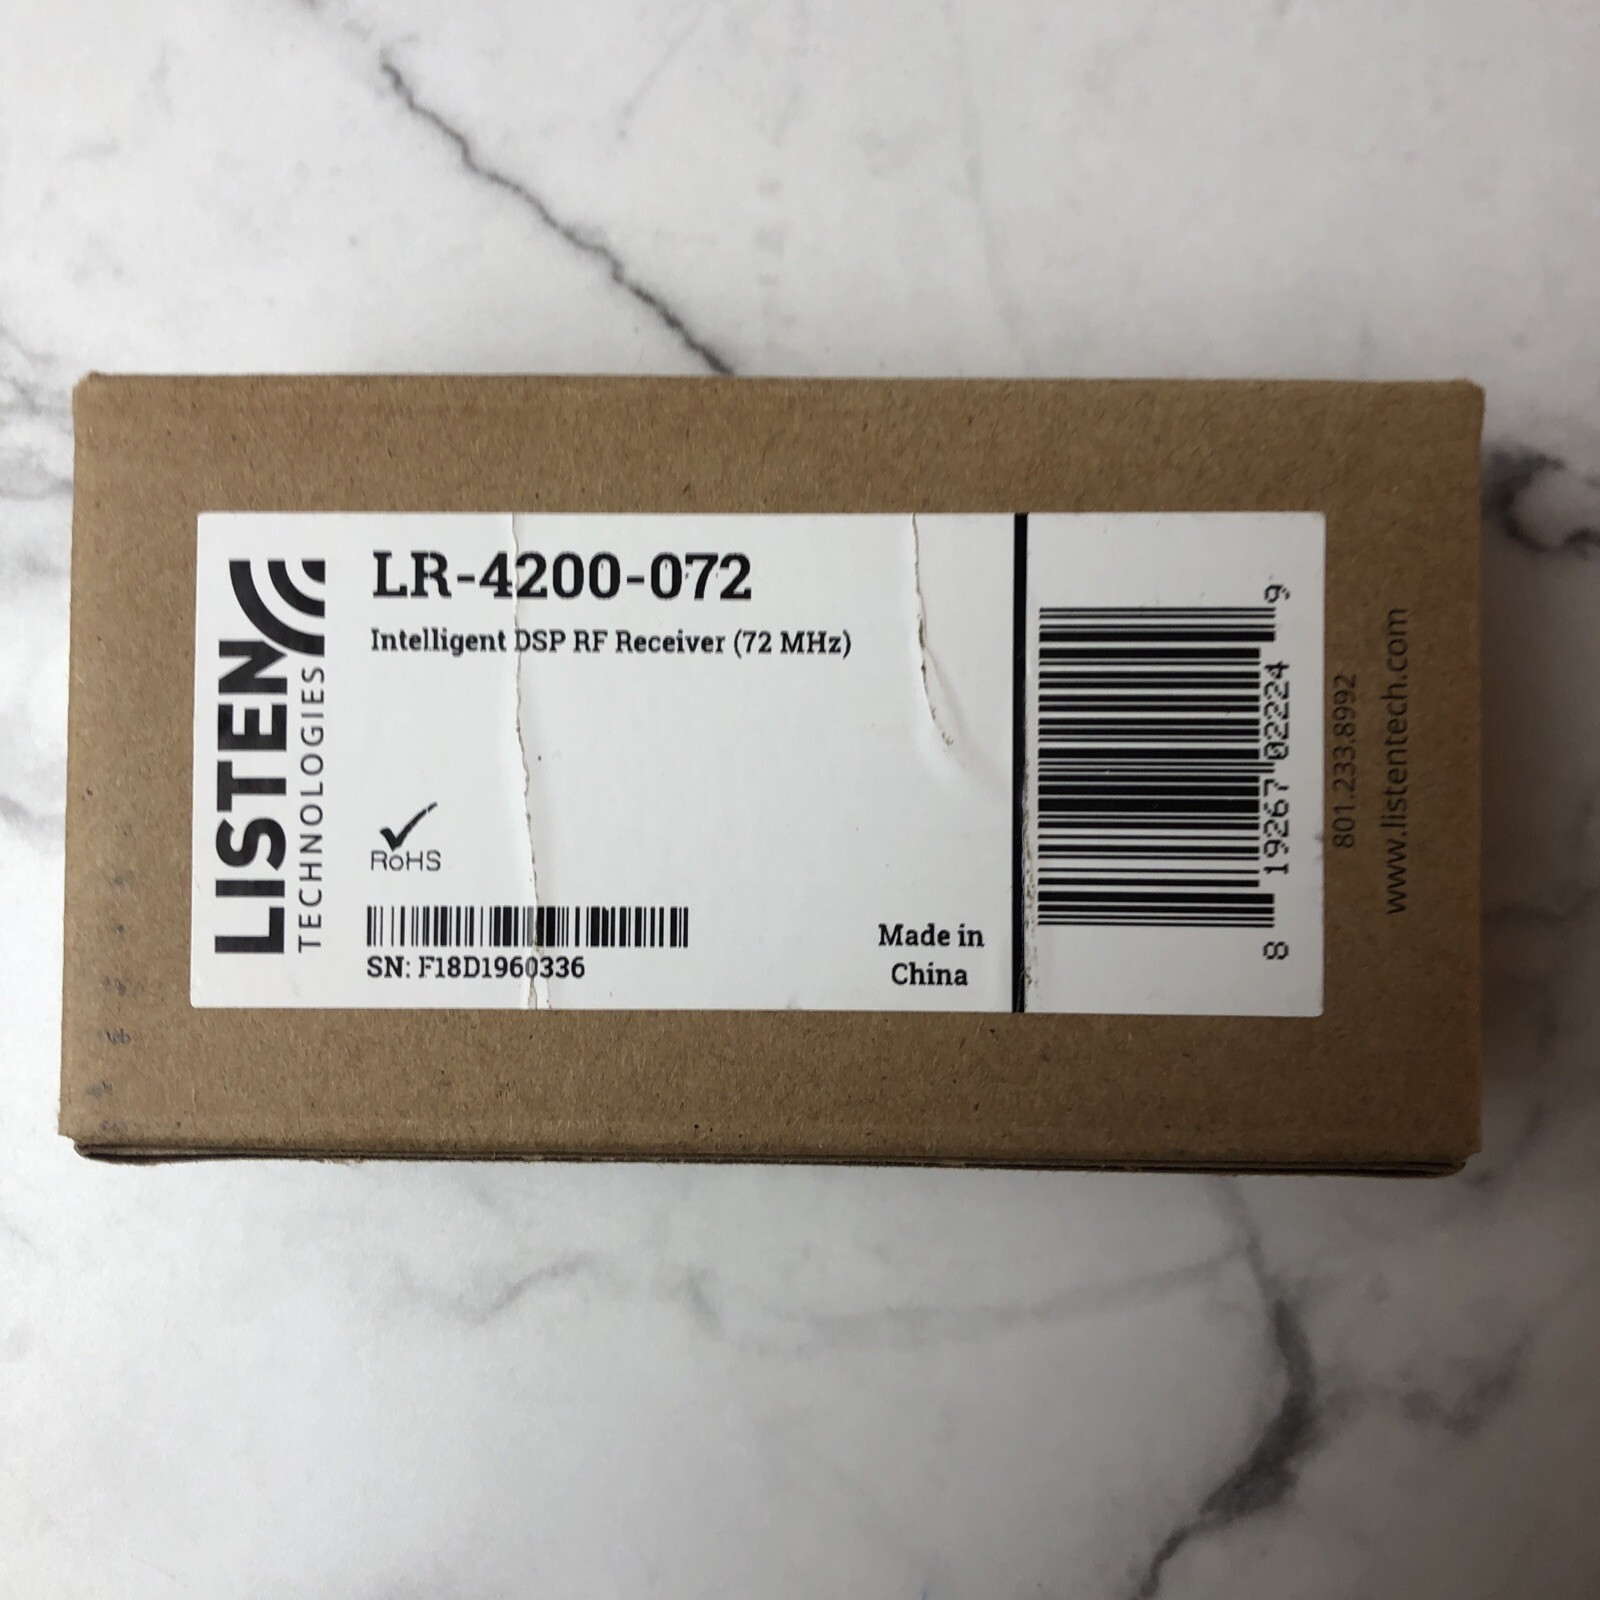 LISTEN
TECHNOLOGIES
LR-4200-072
Intelligent DSP RF Receiver (72 MHz)
RoHS
SN: F18D1960336
Made in
China
8 19267 02224 9
801.233.8992
www.listentech.com